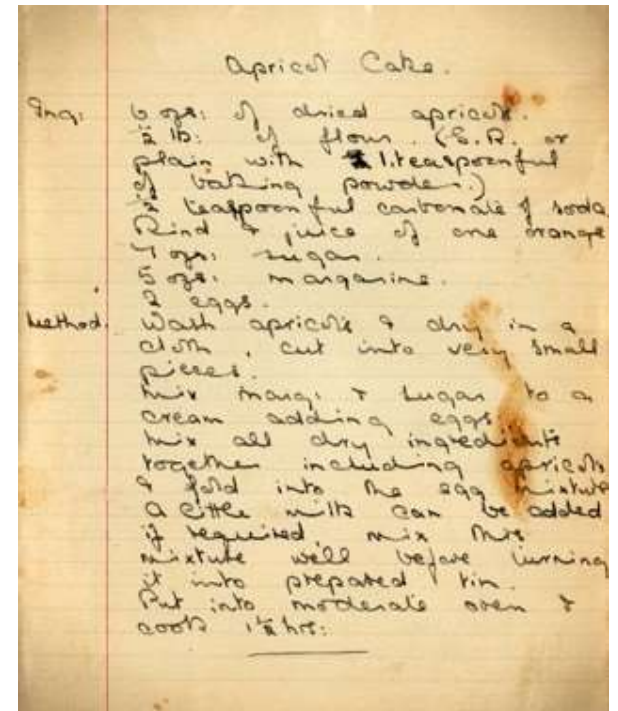 Apricot Cake.
Ing: 6 ozs: of dried apricots.
½ lb: of flour. (S.R. or
plain with 1. teaspoonful
of baking powder.)
½ teaspoonful carbonate of soda
Rind & juice of one orange
7 ozs: sugar.
5 ozs: margarine.
2 eggs.
Method. Wash apricots & dry in a
cloth, cut into very small
pieces.
Mix marg: & sugar to a
cream adding eggs
Mix all dry ingredients
together including apricots
& fold into the egg mixture
A little milk can be added
if required, mix this
mixture well before turning
it into prepared tin.
Put into moderate oven &
cook 1½ hrs: